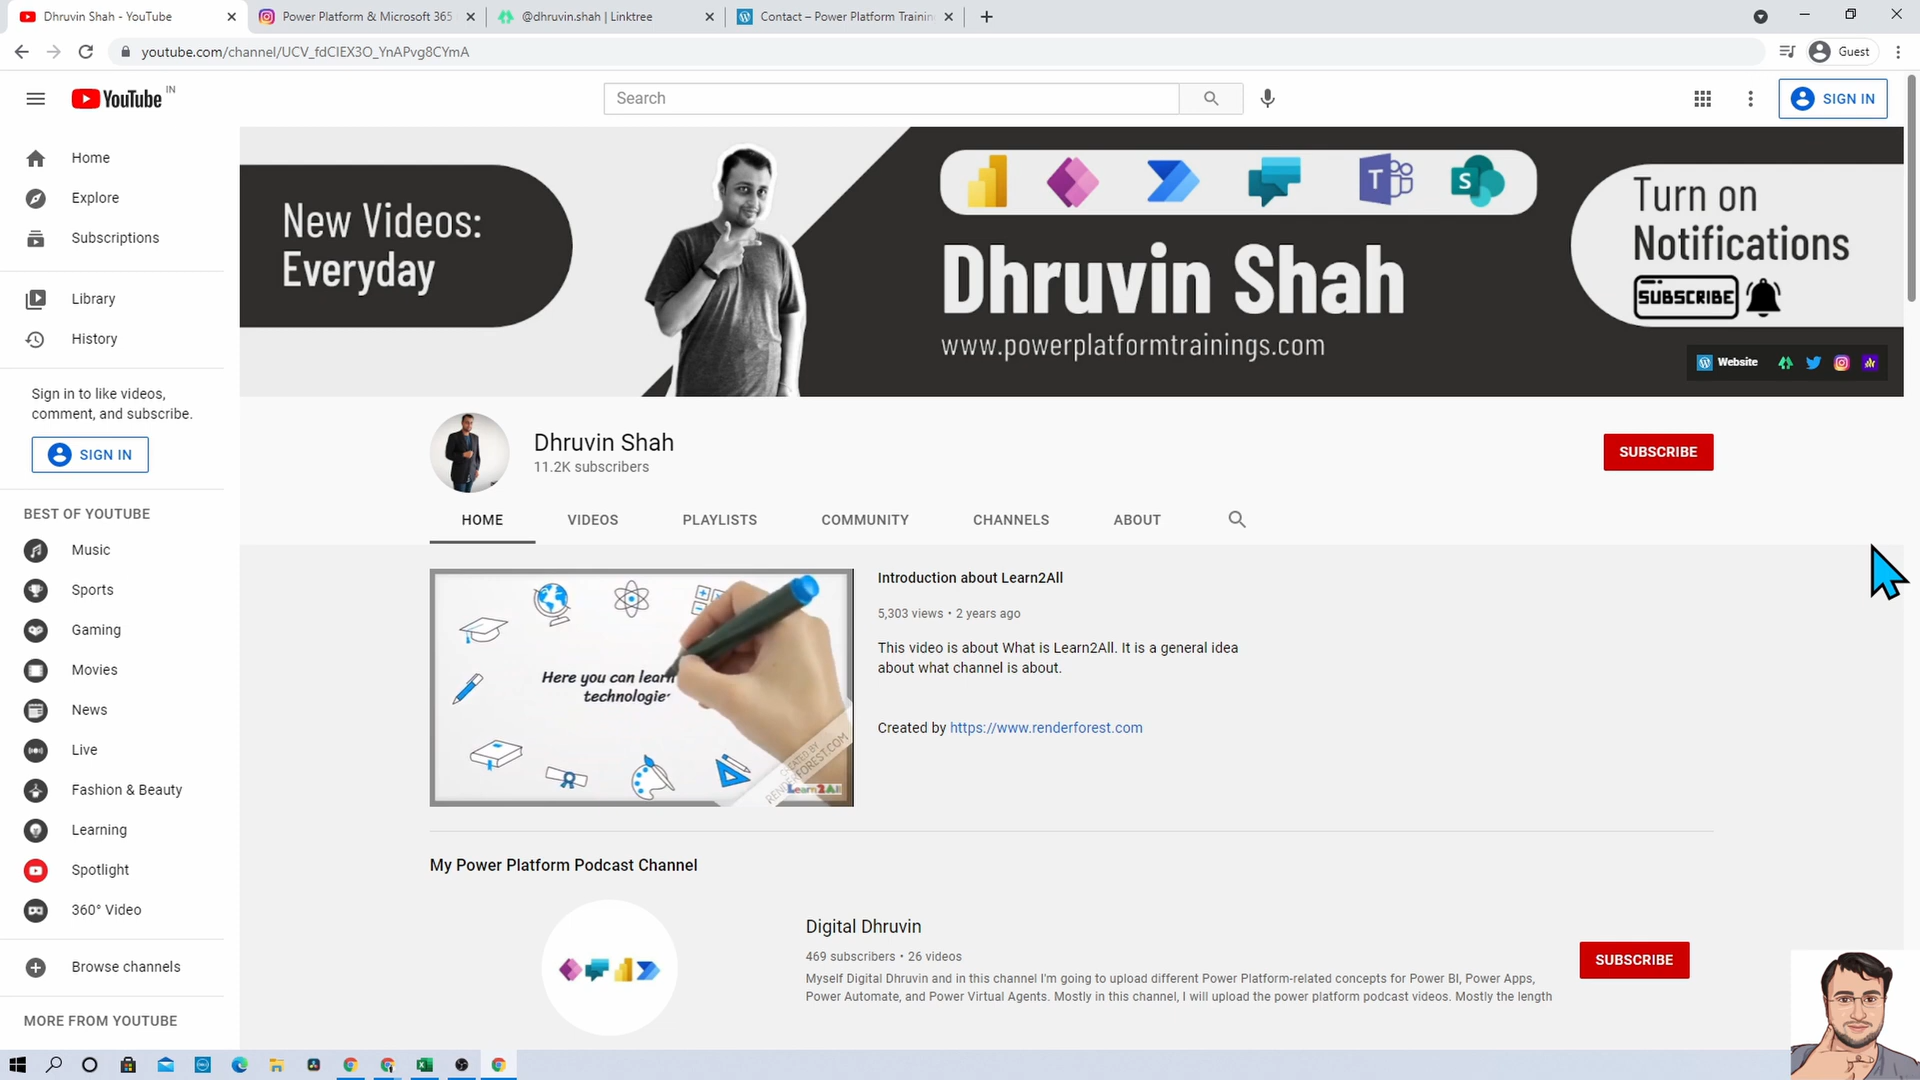 Dhruvin Shah - YouTube
Power Platform & Microsoft 365
@dhruvin.shah | Linktree
Contact – Power Platform Trainin
youtube.com/channel/UCV_fdCIEX3O_YnAPvg8CYmA
Guest
YouTube IN
Search
SIGN IN
Home
Explore
Subscriptions
Library
History
Sign in to like videos,
comment, and subscribe.
SIGN IN
BEST OF YOUTUBE
Music
Sports
Gaming
Movies
News
Live
Fashion & Beauty
Learning
Spotlight
360° Video
Browse channels
MORE FROM YOUTUBE
New Videos:
Everyday
Dhruvin Shah
www.powerplatformtrainings.com
Turn on
Notifications
SUBSCRIBE
Website
Dhruvin Shah
11.2K subscribers
SUBSCRIBE
HOME
VIDEOS
PLAYLISTS
COMMUNITY
CHANNELS
ABOUT
Here you can learn
technologie
CREATED BY
RENDERFOREST.COM
Learn2All
Introduction about Learn2All
5,303 views • 2 years ago
This video is about What is Learn2All. It is a general idea
about what channel is about.
Created by https://www.renderforest.com
My Power Platform Podcast Channel
Digital Dhruvin
469 subscribers • 26 videos
Myself Digital Dhruvin and in this channel I'm going to upload different Power Platform-related concepts for Power BI, Power Apps,
Power Automate, and Power Virtual Agents. Mostly in this channel, I will upload the power platform podcast videos. Mostly the length
SUBSCRIBE